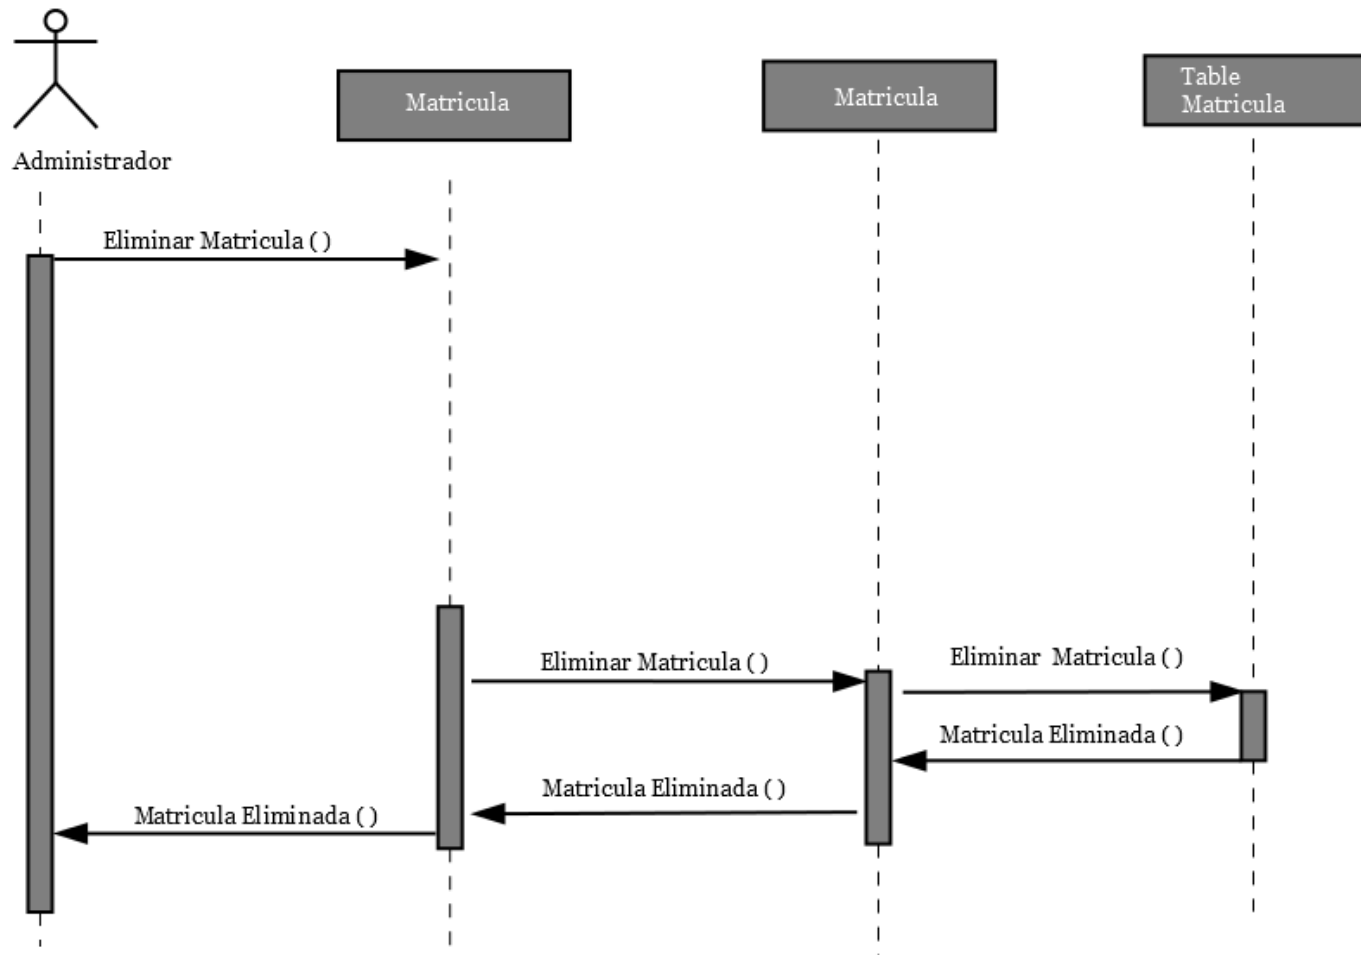 Administrador
Matricula
Matricula
Table
Matricula
Eliminar Matricula ( )
Eliminar Matricula ( )
Eliminar  Matricula ( )
Matricula Eliminada ( )
Matricula Eliminada ( )
Matricula Eliminada ( )